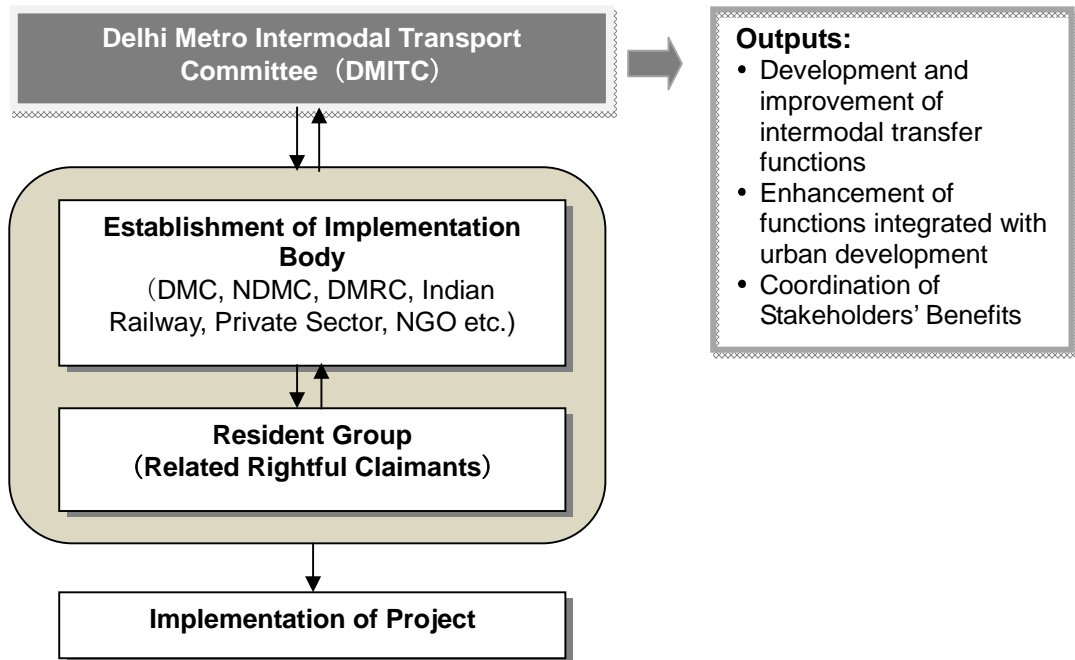 Delhi Metro Intermodal Transport
Committee（DMITC）
Outputs:
• Development and
improvement of
intermodal transfer
functions
• Enhancement of
functions integrated with
urban development
• Coordination of
Stakeholders’ Benefits
Establishment of Implementation
Body
（DMC, NDMC, DMRC, Indian
Railway, Private Sector, NGO etc.)
Resident Group
（Related Rightful Claimants）
Implementation of Project